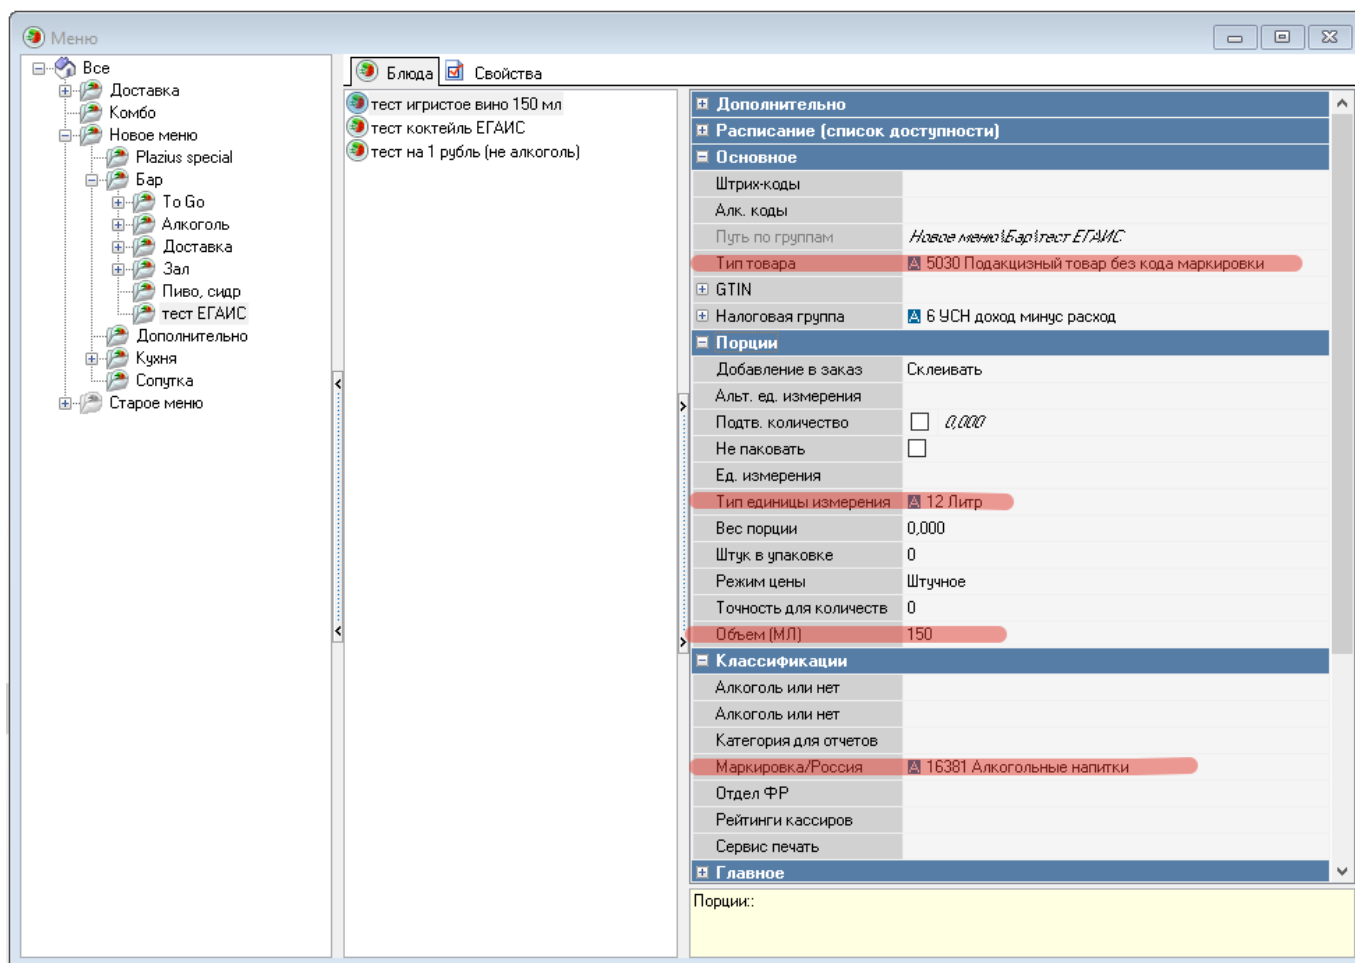 Меню
Все
Доставка
Комбо
Новое меню
Plazius special
Бар
To Go
Алкоголь
Доставка
Зал
Пиво, сидр
тест ЕГАИС
Дополнительно
Кухня
Сопутка
Старое меню
Блюда
Свойства
тест игристое вино 150 мл
тест коктейль ЕГАИС
тест на 1 рубль (не алкоголь)
Дополнительно
Расписание (список доступности)
Основное
Штрих-коды
Алк. коды
Путь по группам Новое меню\Бар\тест ЕГАИС
Тип товара A 5030 Подакцизный товар без кода маркировки
GTIN
Налоговая группа A 6 УСН доход минус расход
Порции
Добавление в заказ Склеивать
Альт. ед. измерения
Подтв. количество 0,000
Не паковать
Ед. измерения
Тип единицы измерения A 12 Литр
Вес порции 0,000
Штук в упаковке 0
Режим цены Штучное
Точность для количеств 0
Объем (МЛ) 150
Классификации
Алкоголь или нет
Алкоголь или нет
Категория для отчетов
Маркировка/Россия A 16381 Алкогольные напитки
Отдел ФР
Рейтинги кассиров
Сервис печать
Главное
Порции::